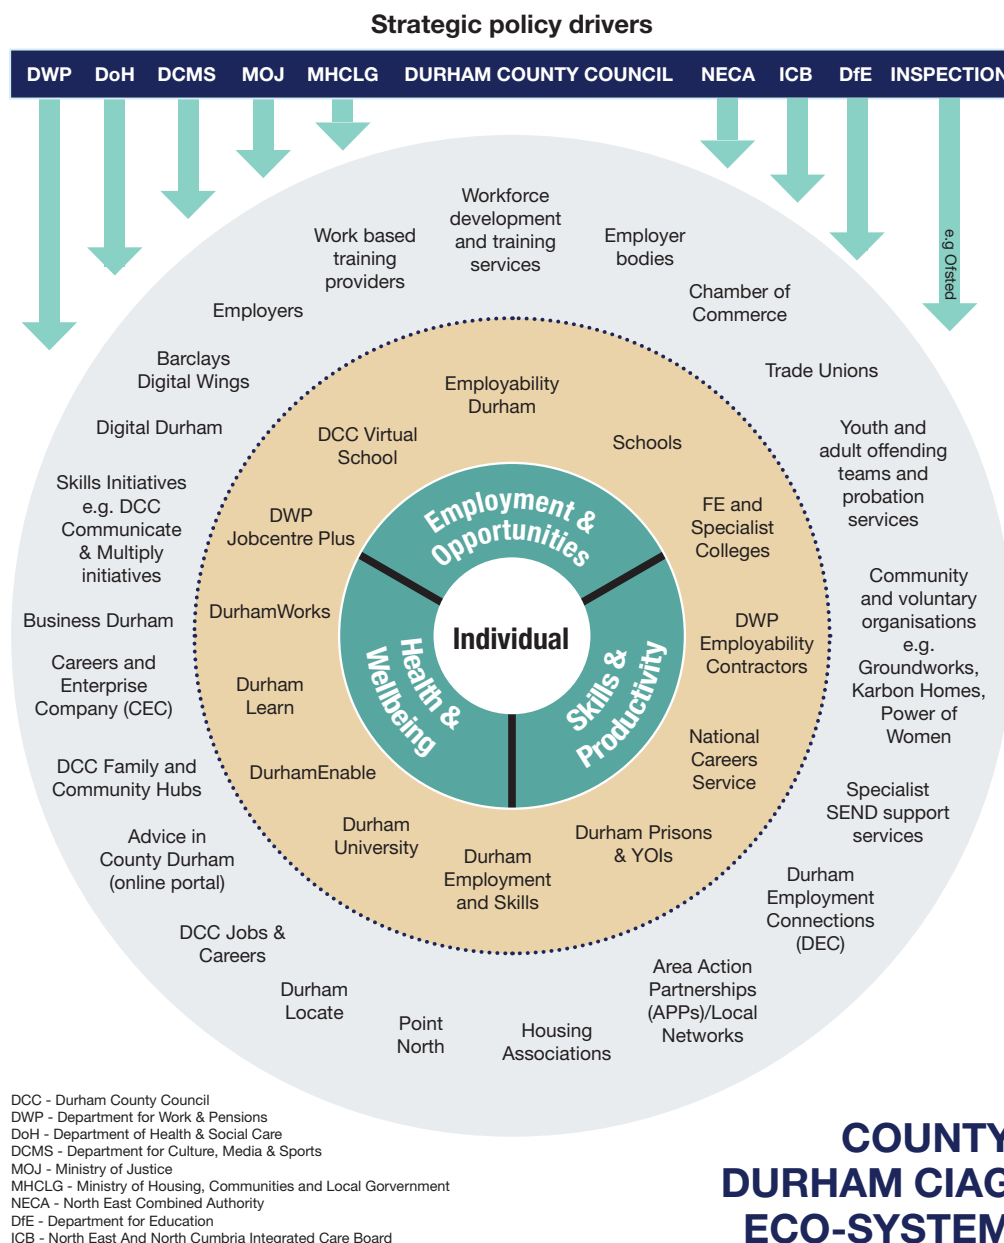 Strategic policy drivers
DWP DoH DCMS MOJ MHCLG DURHAM COUNTY COUNCIL NECA ICB DfE INSPECTION
e.g Ofsted
Workforce
development
and training
services
Work based
training
providers
Employer
bodies
Employers
Chamber of
Commerce
Barclays
Digital Wings
Trade Unions
Digital Durham
Youth and
adult offending
teams and
probation
services
Skills Initiatives
e.g. DCC
Communicate
& Multiply
initiatives
Community
and voluntary
organisations
e.g.
Groundworks,
Karbon Homes,
Power of
Women
Business Durham
Careers and
Enterprise
Company (CEC)
DCC Family and
Community Hubs
Specialist
SEND support
services
Advice in
County Durham
(online portal)
Durham
Employment
Connections
(DEC)
DCC Jobs &
Careers
Area Action
Partnerships
(APPs)/Local
Networks
Durham
Locate
Point
North
Housing
Associations
Employability
Durham
DCC Virtual
School
Schools
DWP
Jobcentre Plus
FE and
Specialist
Colleges
DurhamWorks
DWP
Employability
Contractors
Durham
Learn
National
Careers
Service
DurhamEnable
Durham
University
Durham Prisons
& YOIs
Durham
Employment
and Skills
Employment &
Opportunities
Health &
Wellbeing
Skills &
Productivity
Individual
DCC - Durham County Council
DWP - Department for Work & Pensions
DoH - Department of Health & Social Care
DCMS - Department for Culture, Media & Sports
MOJ - Ministry of Justice
MHCLG - Ministry of Housing, Communities and Local Gorvernment
NECA - North East Combined Authority
DfE - Department for Education
ICB - North East And North Cumbria Integrated Care Board
COUNTY
DURHAM CIAG
ECO-SYSTEM